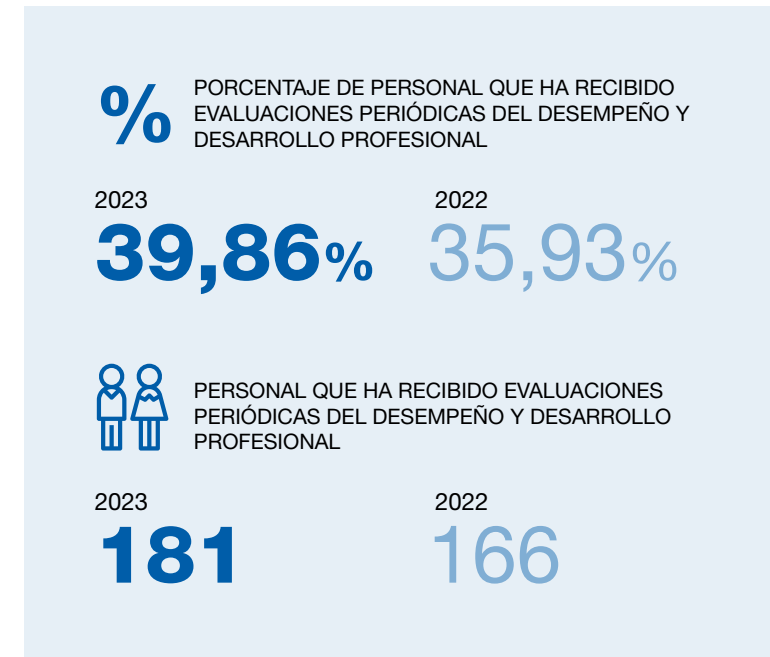 %
PORCENTAJE DE PERSONAL QUE HA RECIBIDO
EVALUACIONES PERIÓDICAS DEL DESEMPEÑO Y
DESARROLLO PROFESIONAL
2023
39,86%
2022
35,93%
PERSONAL QUE HA RECIBIDO EVALUACIONES
PERIÓDICAS DEL DESEMPEÑO Y DESARROLLO
PROFESIONAL
2023
181
2022
166